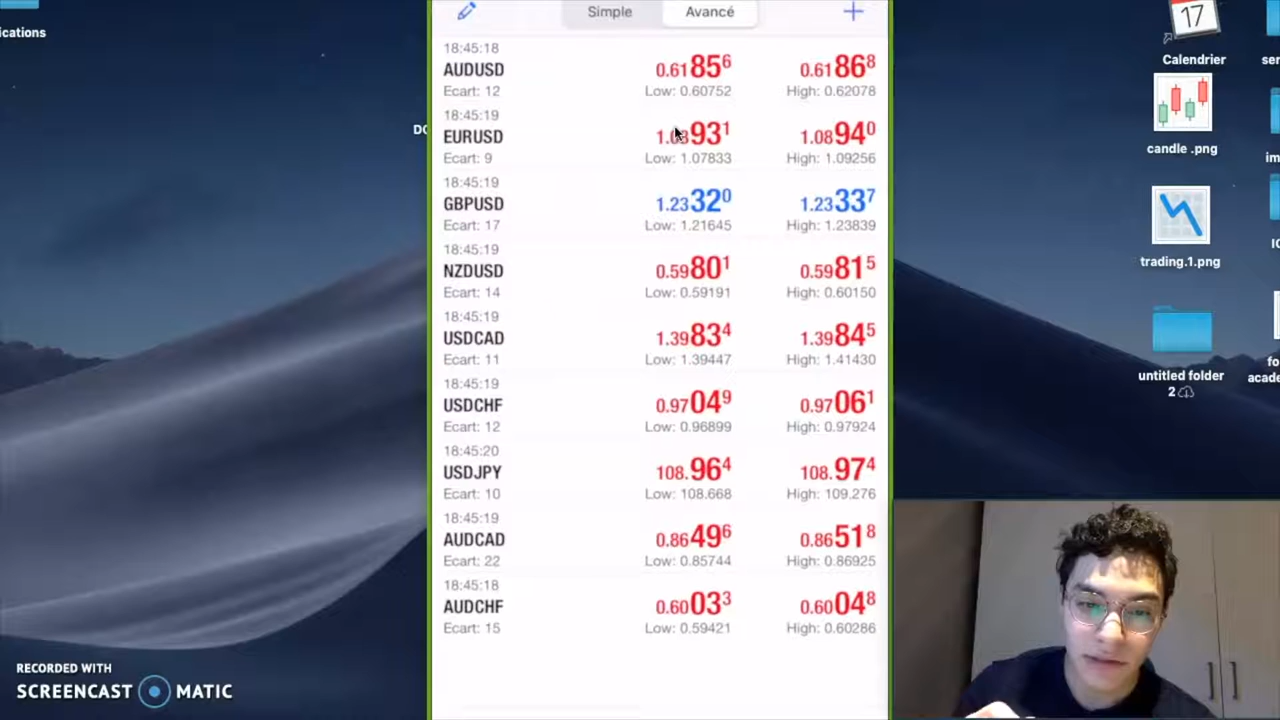 ications
DO
Simple
Avancé
18:45:18
AUDUSD
0.61856
0.61868
Ecart: 12
Low: 0.60752
High: 0.62078
18:45:19
EURUSD
1.08931
1.08940
Ecart: 9
Low: 1.07833
High: 1.09256
18:45:19
GBPUSD
1.23320
1.23337
Ecart: 17
Low: 1.21645
High: 1.23839
18:45:19
NZDUSD
0.59801
0.59815
Ecart: 14
Low: 0.59191
High: 0.60150
18:45:19
USDCAD
1.39834
1.39845
Ecart: 11
Low: 1.39447
High: 1.41430
18:45:19
USDCHF
0.97049
0.97061
Ecart: 12
Low: 0.96899
High: 0.97924
18:45:20
USDJPY
108.964
108.974
Ecart: 10
Low: 108.668
High: 109.276
18:45:19
AUDCAD
0.86496
0.86518
Ecart: 22
Low: 0.85744
High: 0.86925
18:45:18
AUDCHF
0.60033
0.60048
Ecart: 15
Low: 0.59421
High: 0.60286
17
Calendrier
ser
candle .png
im
trading.1.png
IC
untitled folder
2
fo
acade
RECORDED WITH
SCREENCAST MATIC